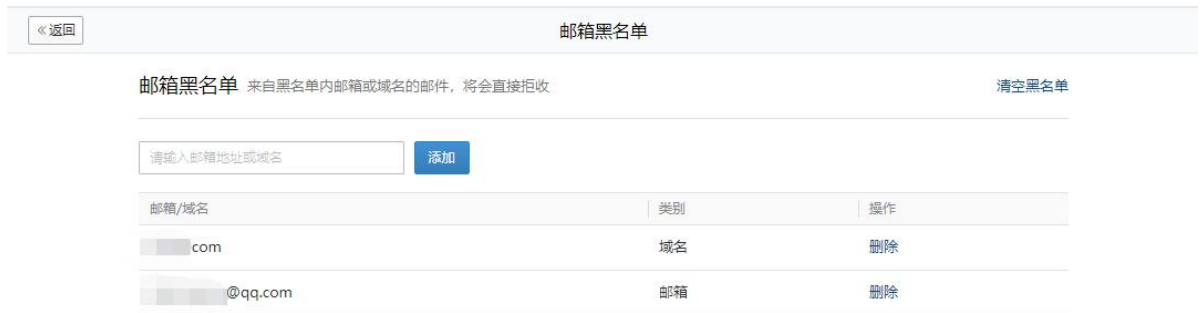 ≪返回
邮箱黑名单
邮箱黑名单 来自黑名单内邮箱或域名的邮件，将会直接拒收
清空黑名单
请输入邮箱地址或域名
添加
邮箱/域名 类别 操作
com 域名 删除
@qq.com 邮箱 删除